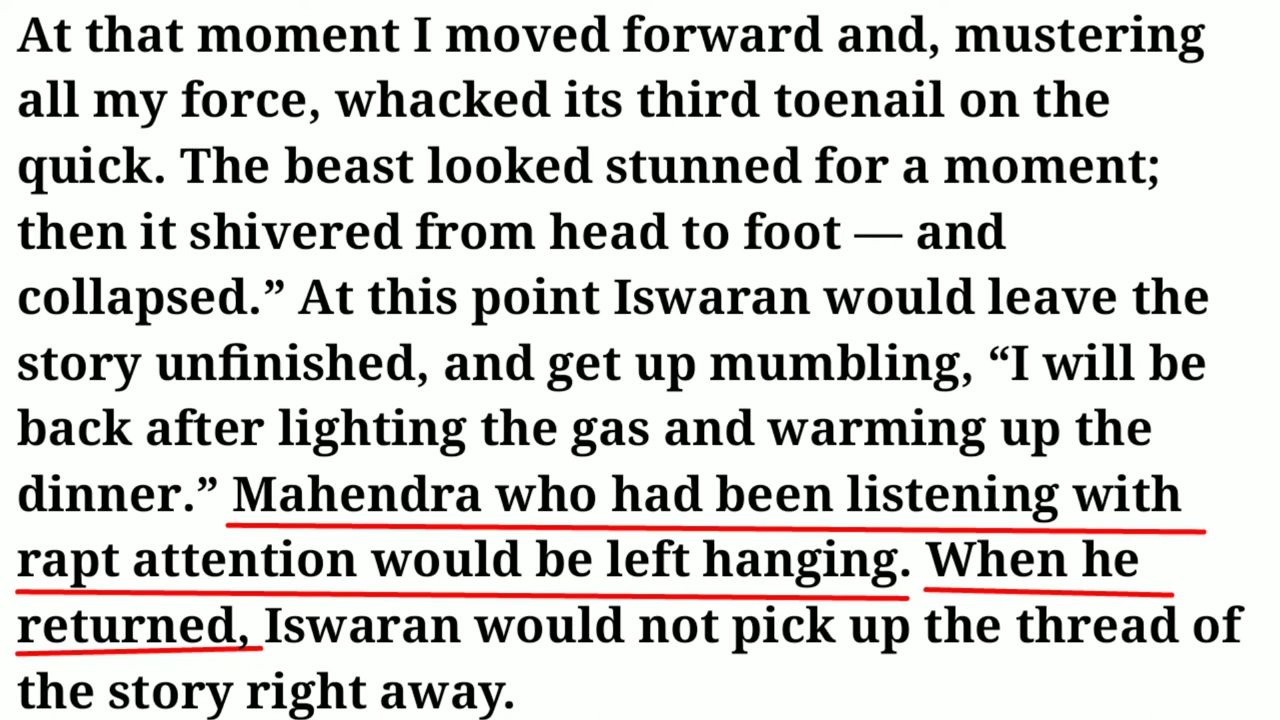 At that moment I moved forward and, mustering
all my force, whacked its third toenail on the
quick. The beast looked stunned for a moment;
then it shivered from head to foot — and
collapsed.” At this point Iswaran would leave the
story unfinished, and get up mumbling, “I will be
back after lighting the gas and warming up the
dinner.” Mahendra who had been listening with
rapt attention would be left hanging. When he
returned, Iswaran would not pick up the thread of
the story right away.